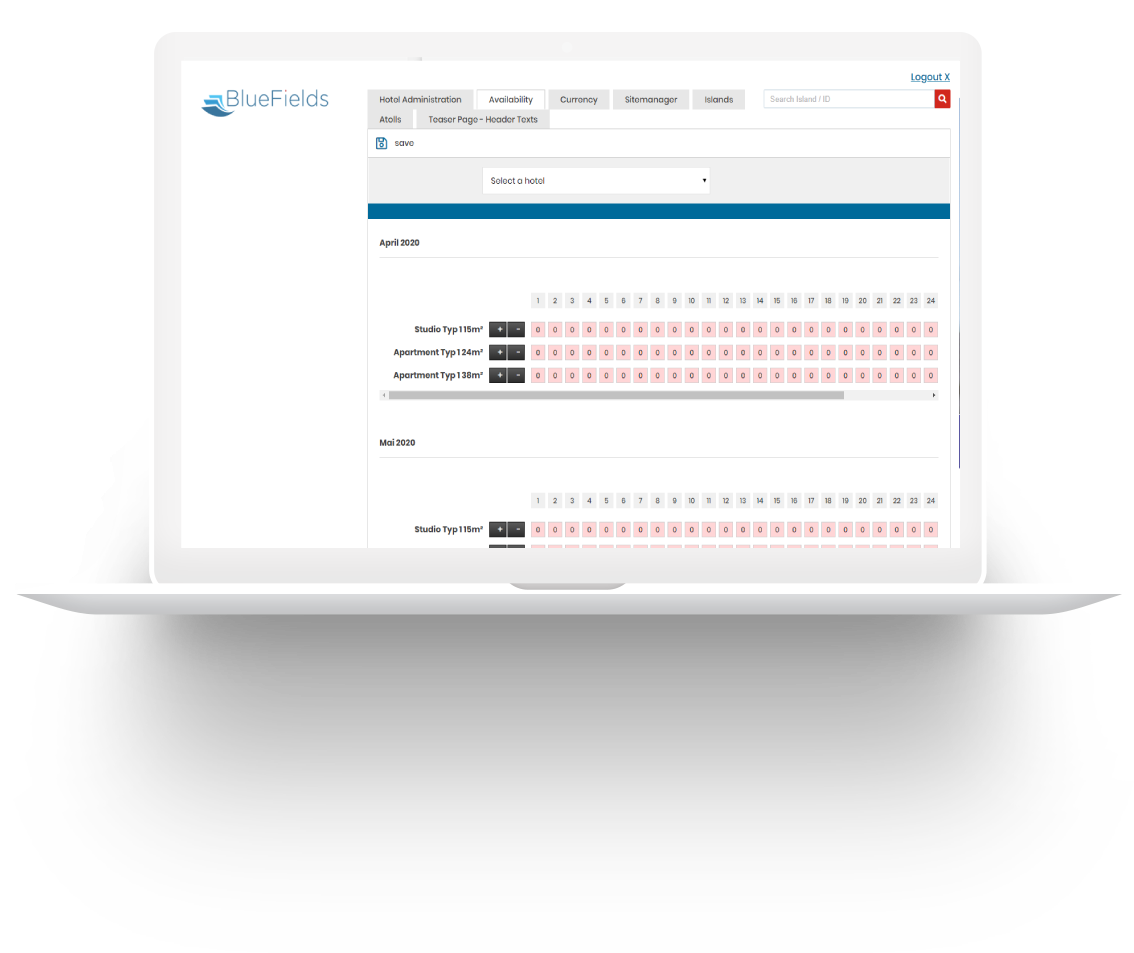 Logout X
BlueFields
Hotel Administration Availability Currency Sitemanager Islands Search Island / ID
Atolls Teaser Page - Header Texts
save
Select a hotel
April 2020
1 2 3 4 5 6 7 8 9 10 11 12 13 14 15 16 17 18 19 20 21 22 23 24
Studio Typ 1 15m² + - 0 0 0 0 0 0 0 0 0 0 0 0 0 0 0 0 0 0 0 0 0 0 0 0
Apartment Typ 1 24m² + - 0 0 0 0 0 0 0 0 0 0 0 0 0 0 0 0 0 0 0 0 0 0 0 0
Apartment Typ 1 38m² + - 0 0 0 0 0 0 0 0 0 0 0 0 0 0 0 0 0 0 0 0 0 0 0 0
Mai 2020
1 2 3 4 5 6 7 8 9 10 11 12 13 14 15 16 17 18 19 20 21 22 23 24
Studio Typ 1 15m² + - 0 0 0 0 0 0 0 0 0 0 0 0 0 0 0 0 0 0 0 0 0 0 0 0